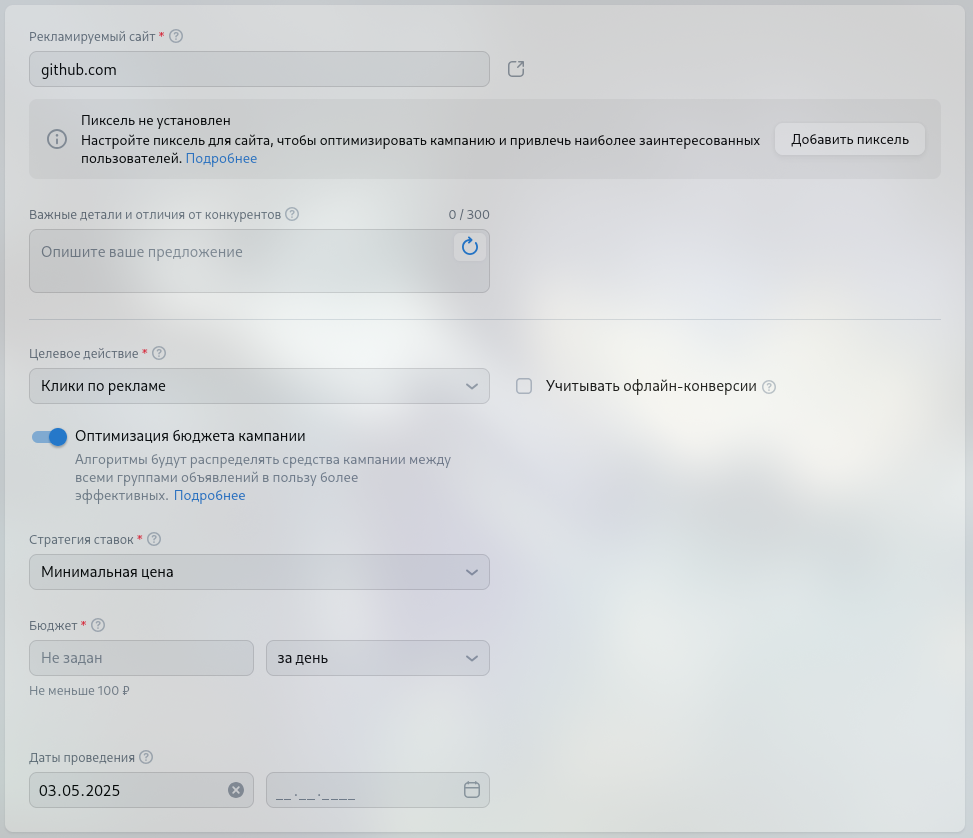 Рекламируемый сайт *
github.com
Пиксель не установлен
Настройте пиксель для сайта, чтобы оптимизировать кампанию и привлечь наиболее заинтересованных
пользователей. Подробнее
Добавить пиксель
Важные детали и отличия от конкурентов
0 / 300
Опишите ваше предложение
Целевое действие *
Клики по рекламе
Учитывать офлайн-конверсии
Оптимизация бюджета кампании
Алгоритмы будут распределять средства кампании между
всеми группами объявлений в пользу более
эффективных. Подробнее
Стратегия ставок *
Минимальная цена
Бюджет *
Не задан
за день
Не меньше 100 ₽
Даты проведения
03.05.2025
__.__.____